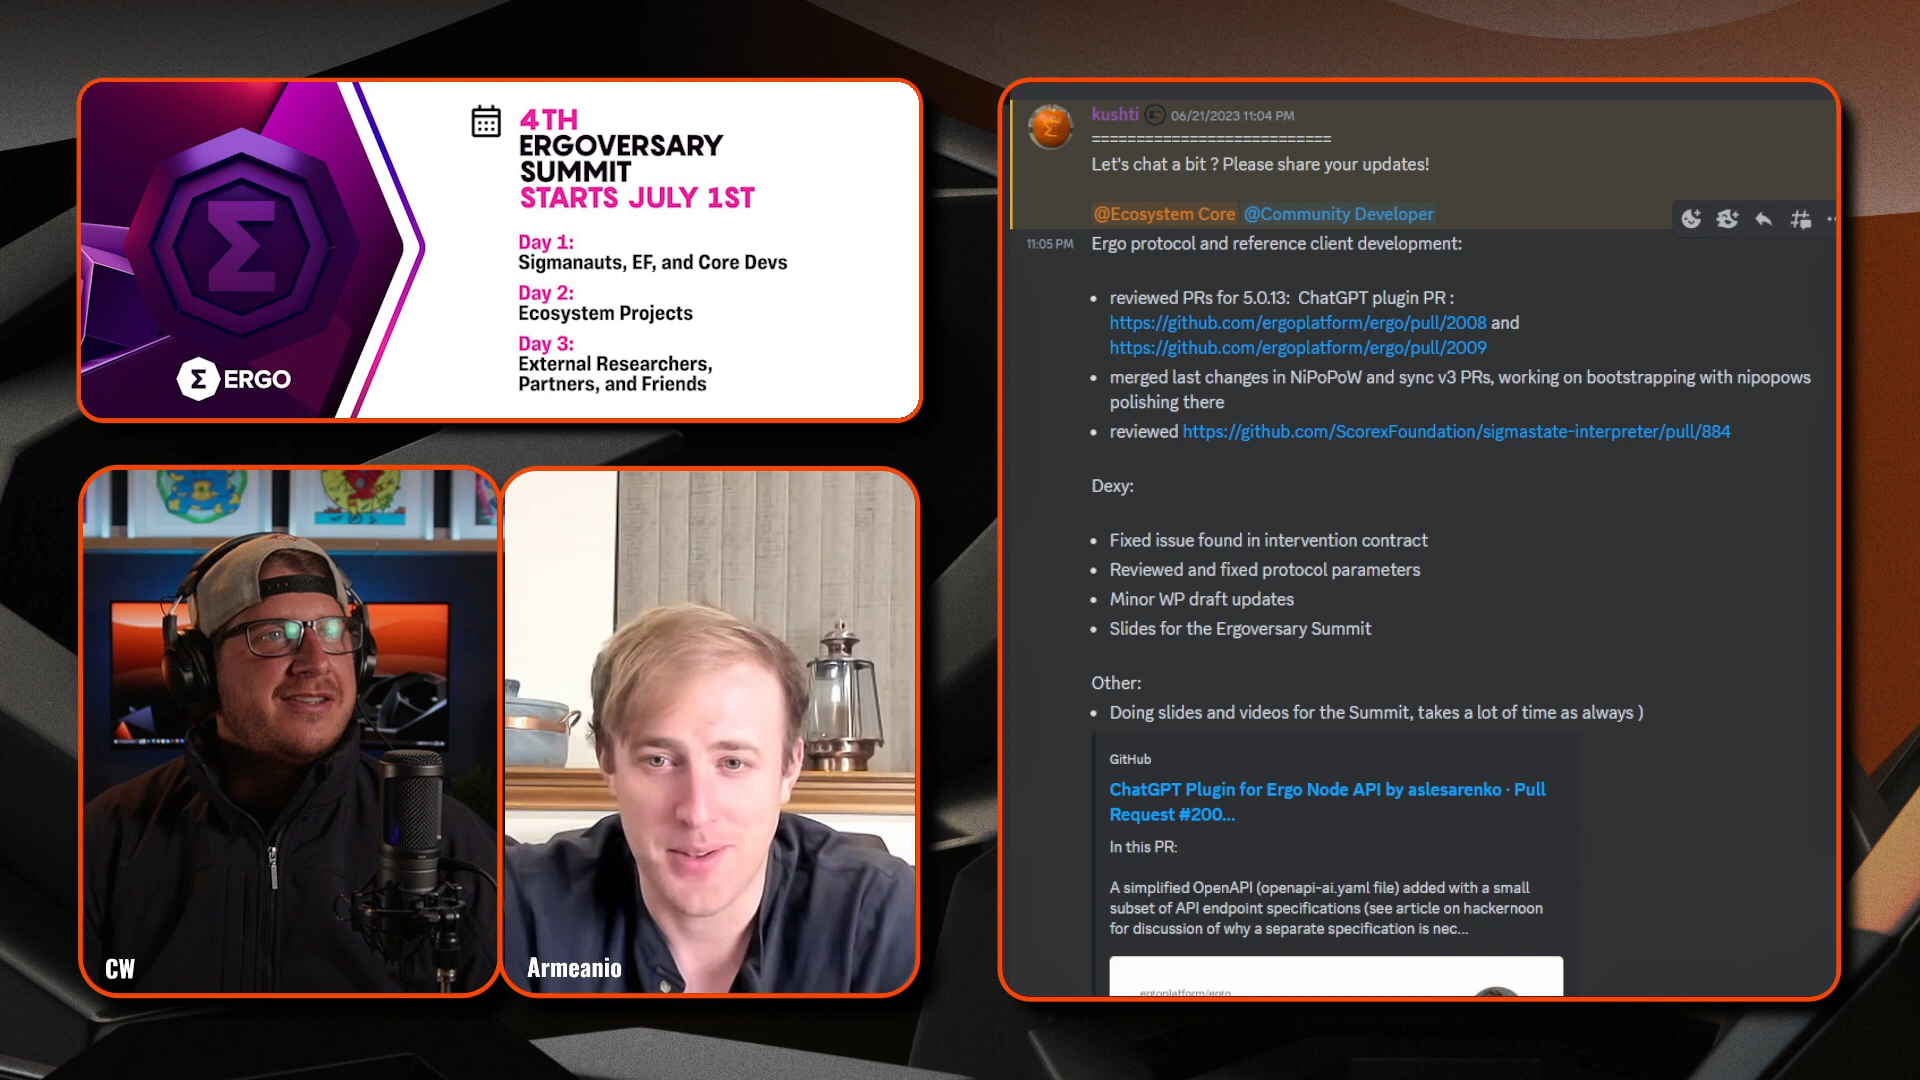 4TH
ERGOVERSARY
SUMMIT
STARTS JULY 1ST
Day 1:
Sigmanauts, EF, and Core Devs
Day 2:
Ecosystem Projects
Day 3:
External Researchers,
Partners, and Friends
Σ ERGO
CW
Armeanio
kushti 06/21/2023 11:04 PM
===========================
Let's chat a bit ? Please share your updates!
@Ecosystem Core @Community Developer
11:05 PM Ergo protocol and reference client development:
• reviewed PRs for 5.0.13: ChatGPT plugin PR :
https://github.com/ergoplatform/ergo/pull/2008 and
https://github.com/ergoplatform/ergo/pull/2009
• merged last changes in NiPoPoW and sync v3 PRs, working on bootstrapping with nipopows
polishing there
• reviewed https://github.com/ScorexFoundation/sigmastate-interpreter/pull/884
Dexy:
• Fixed issue found in intervention contract
• Reviewed and fixed protocol parameters
• Minor WP draft updates
• Slides for the Ergoversary Summit
Other:
• Doing slides and videos for the Summit, takes a lot of time as always )
GitHub
ChatGPT Plugin for Ergo Node API by aslesarenko · Pull
Request #200...
In this PR:
A simplified OpenAPI (openapi-ai.yaml file) added with a small
subset of API endpoint specifications (see article on hackernoon
for discussion of why a separate specification is nec...
ergoplatform/ergo